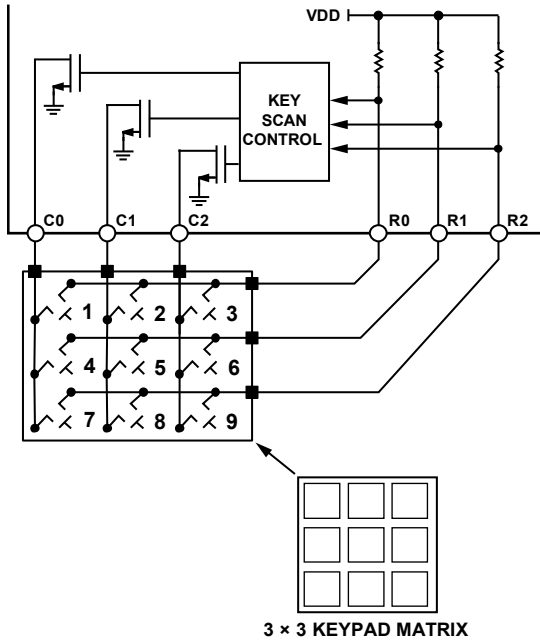 VDD
KEY
SCAN
CONTROL
C0 C1 C2 R0 R1 R2
1 2 3
4 5 6
7 8 9
3 × 3 KEYPAD MATRIX